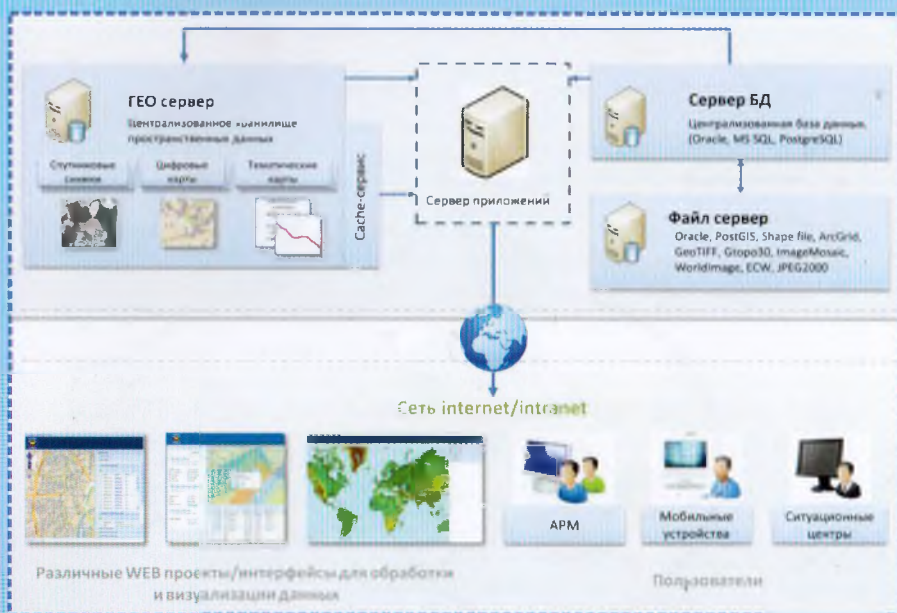 ГЕО сервер
Централизованное хранилище
пространственных данных
Спутниковые
снимки
Цифровые
карты
Тематические
карты
Cache-сервис
Сервер приложений
Сервер БД
Централизованная база данных
(Oracle, MS SQL, PostgreSQL)
Файл сервер
Oracle, PostGIS, Shape file, ArcGrid,
GeoTIFF, Gtopo30, ImageMosaic,
WorldImage, ECW, JPEG2000
Сеть internet/intranet
АРМ
Мобильные
устройства
Ситуационные
центры
Различные WEB проекты/интерфейсы для обработки
и визуализации данных
Пользователи